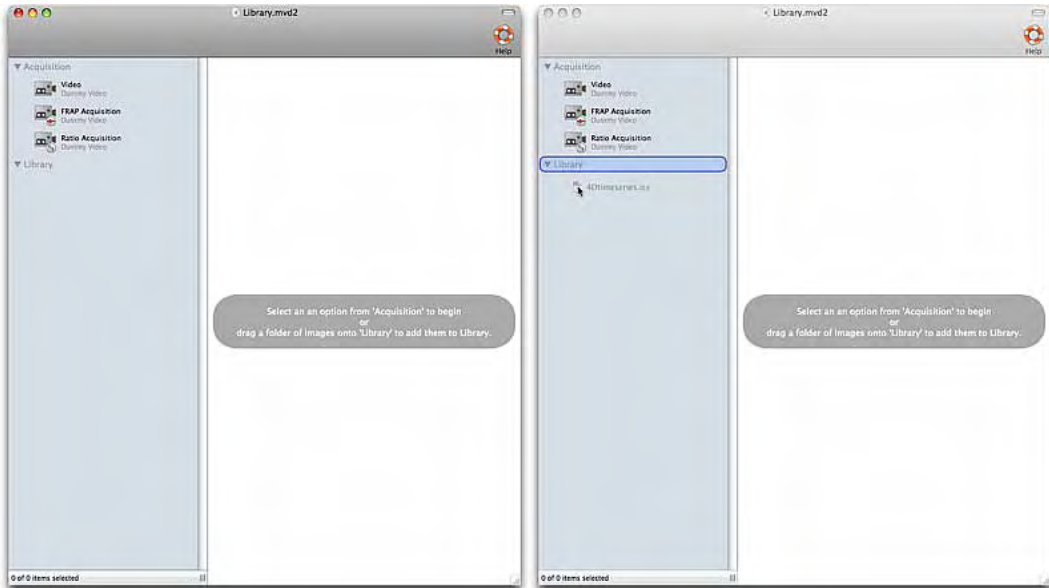 Library.mvd2
Help
Acquisition
Video
Dummy Video
FRAP Acquisition
Dummy Video
Ratio Acquisition
Dummy Video
Library
Select an an option from 'Acquisition' to begin
or
drag a folder of images onto 'Library' to add them to Library.
0 of 0 items selected
Library.mvd2
Help
Acquisition
Video
Dummy Video
FRAP Acquisition
Dummy Video
Ratio Acquisition
Dummy Video
Library
Select an an option from 'Acquisition' to begin
or
drag a folder of images onto 'Library' to add them to Library.
0 of 0 items selected